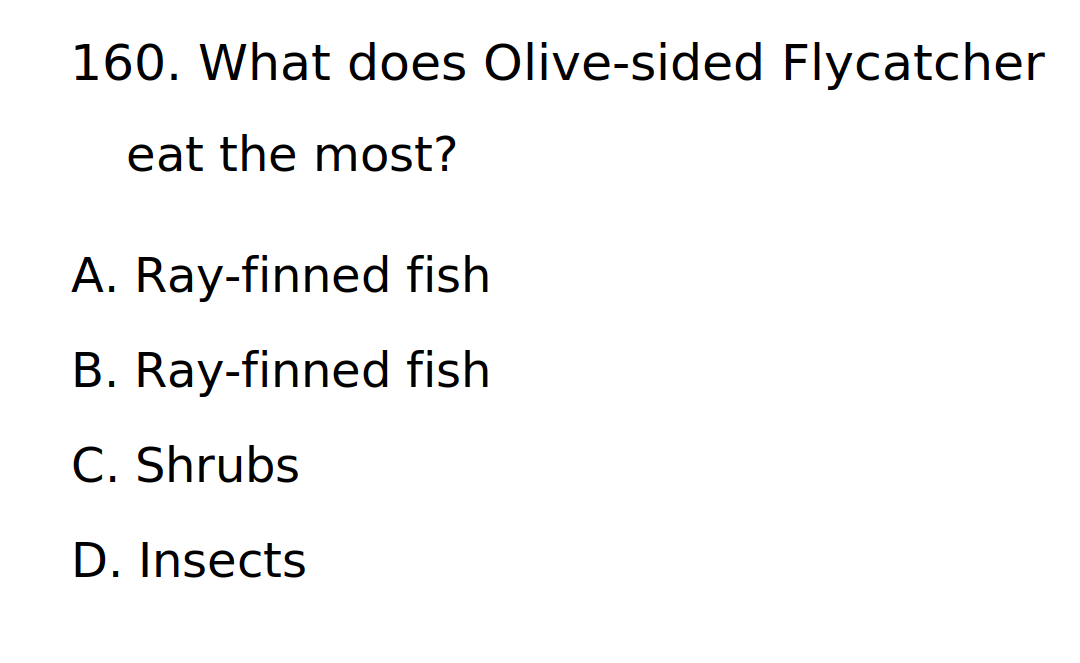 160. What does Olive-sided Flycatcher
eat the most?
A. Ray-finned fish
B. Ray-finned fish
C. Shrubs
D. Insects